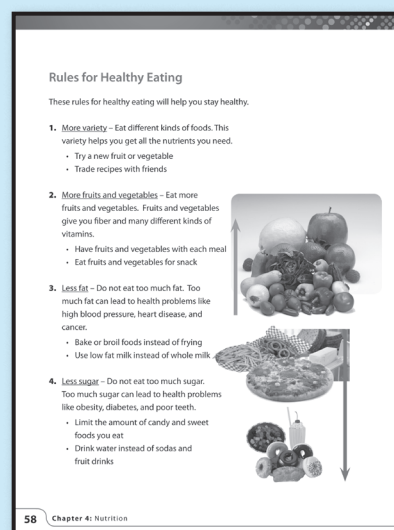 Rules for Healthy Eating
These rules for healthy eating will help you stay healthy.
1. More variety – Eat different kinds of foods. This
variety helps you get all the nutrients you need.
• Try a new fruit or vegetable
• Trade recipes with friends
2. More fruits and vegetables – Eat more
fruits and vegetables. Fruits and vegetables
give you fiber and many different kinds of
vitamins.
• Have fruits and vegetables with each meal
• Eat fruits and vegetables for snack
3. Less fat – Do not eat too much fat. Too
much fat can lead to health problems like
high blood pressure, heart disease, and
cancer.
• Bake or broil foods instead of frying
• Use low fat milk instead of whole milk
4. Less sugar – Do not eat too much sugar.
Too much sugar can lead to health problems
like obesity, diabetes, and poor teeth.
• Limit the amount of candy and sweet
foods you eat
• Drink water instead of sodas and
fruit drinks
58 Chapter 4: Nutrition